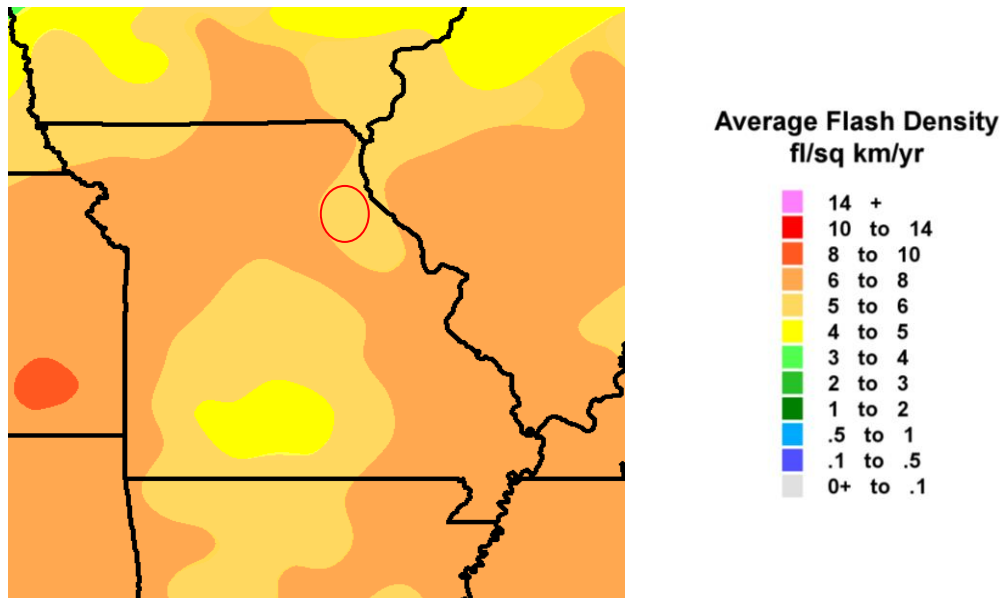 Average Flash Density
fl/sq km/yr
14 +
10 to 14
8 to 10
6 to 8
5 to 6
4 to 5
3 to 4
2 to 3
1 to 2
.5 to 1
.1 to .5
0+ to .1